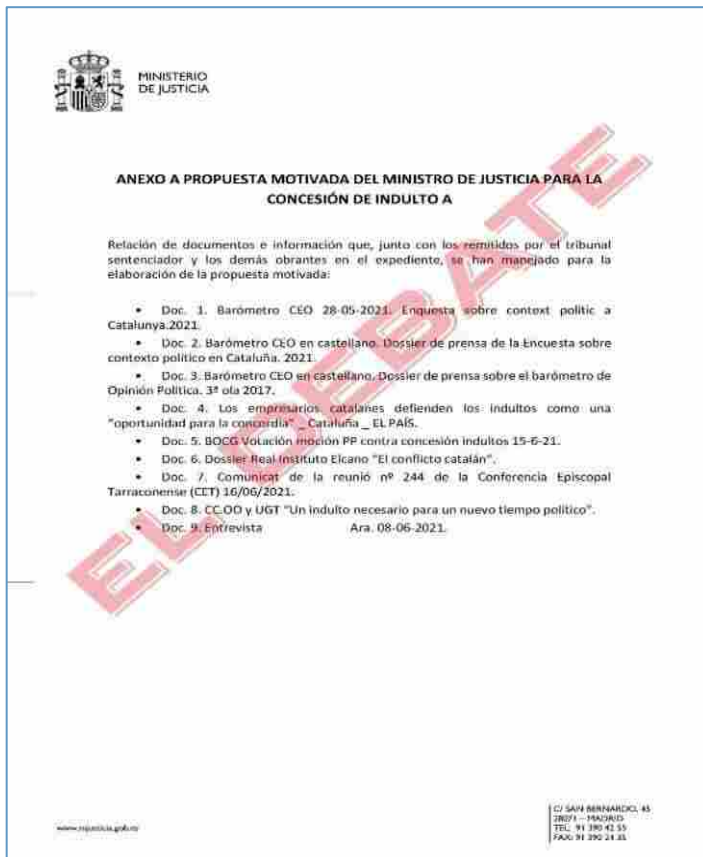 MINISTERIO
DE JUSTICIA
ANEXO A PROPUESTA MOTIVADA DEL MINISTRO DE JUSTICIA PARA LA
CONCESIÓN DE INDULTO A
Relación de documentos e información que, junto con los remitidos por el tribunal
sentenciador y los demás obrantes en el expediente, se han manejado para la
elaboración de la propuesta motivada:
• Doc. 1. Barómetro CEO 28-05-2021. Enquesta sobre context polític a
Catalunya.2021.
• Doc. 2. Barómetro CEO en castellano. Dossier de prensa de la Encuesta sobre
contexto político en Cataluña. 2021.
• Doc. 3. Barómetro CEO en castellano. Dossier de prensa sobre el barómetro de
Opinión Política. 3ª ola 2017.
• Doc. 4. Los empresarios catalanes defienden los indultos como una
"oportunidad para la concordia" _ Cataluña _ EL PAÍS.
• Doc. 5. BOCG Votación moción PP contra concesión indultos 15-6-21.
• Doc. 6. Dossier Real Instituto Elcano "El conflicto catalán".
• Doc. 7. Comunicat de la reunió nº 244 de la Conferencia Episcopal
Tarraconense (CET) 16/06/2021.
• Doc. 8. CC.OO y UGT "Un indulto necesario para un nuevo tiempo político".
• Doc. 9. Entrevista Ara. 08-06-2021.
EL DEBATE
www.mjusticia.gob.es
C/ SAN BERNARDO, 45
28071 – MADRID
TEL: 91 390 42 55
FAX: 91 390 24 35